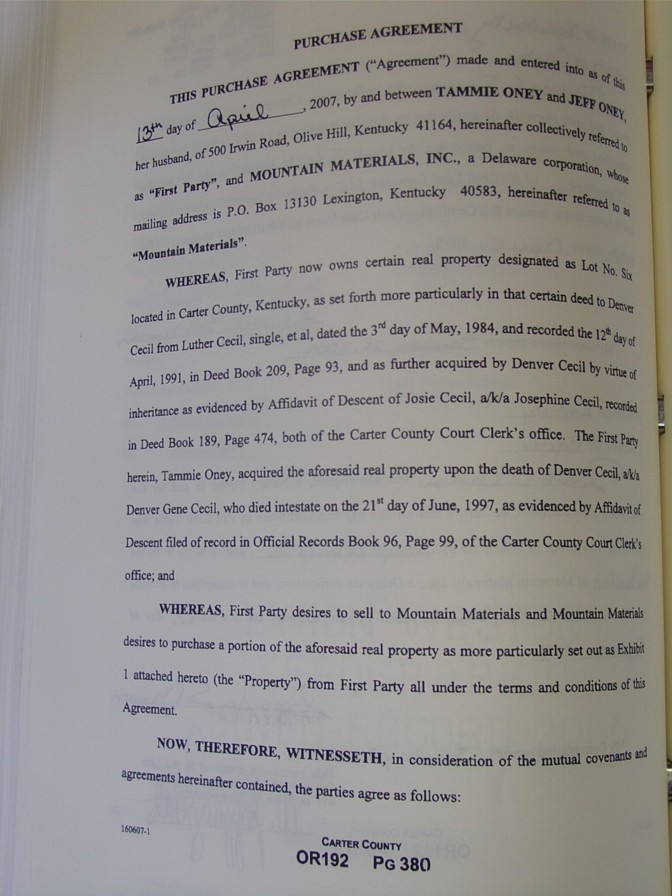 PURCHASE AGREEMENT
THIS PURCHASE AGREEMENT ("Agreement") made and entered into as of this
13th day of April, 2007, by and between TAMMIE ONEY and JEFF ONEY,
her husband, of 500 Irwin Road, Olive Hill, Kentucky 41164, hereinafter collectively referred to
as "First Party", and MOUNTAIN MATERIALS, INC., a Delaware corporation, whose
mailing address is P.O. Box 13130 Lexington, Kentucky 40583, hereinafter referred to as
"Mountain Materials".
WHEREAS, First Party now owns certain real property designated as Lot No. Six
located in Carter County, Kentucky, as set forth more particularly in that certain deed to Denver
Cecil from Luther Cecil, single, et al, dated the 3rd day of May, 1984, and recorded the 12th day of
April, 1991, in Deed Book 209, Page 93, and as further acquired by Denver Cecil by virtue of
inheritance as evidenced by Affidavit of Descent of Josie Cecil, a/k/a Josephine Cecil, recorded
in Deed Book 189, Page 474, both of the Carter County Court Clerk's office. The First Party
herein, Tammie Oney, acquired the aforesaid real property upon the death of Denver Cecil, a/k/a
Denver Gene Cecil, who died intestate on the 21st day of June, 1997, as evidenced by Affidavit of
Descent filed of record in Official Records Book 96, Page 99, of the Carter County Court Clerk's
office; and
WHEREAS, First Party desires to sell to Mountain Materials and Mountain Materials
desires to purchase a portion of the aforesaid real property as more particularly set out as Exhibit
1 attached hereto (the "Property") from First Party all under the terms and conditions of this
Agreement.
NOW, THEREFORE, WITNESSETH, in consideration of the mutual covenants and
agreements hereinafter contained, the parties agree as follows:
160607-1
CARTER COUNTY
OR192 PG 380